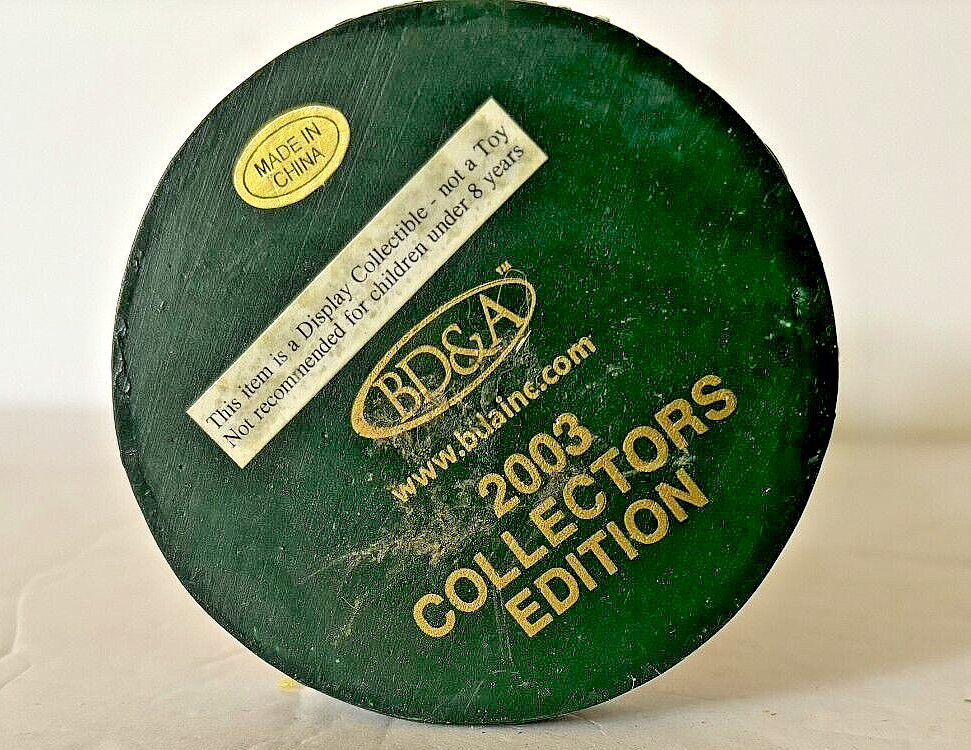 MADE IN
CHINA
This item is a Display Collectible - not a Toy
Not recommended for children under 8 years
BD&A™
www.bdainc.com
2003
COLLECTORS
EDITION